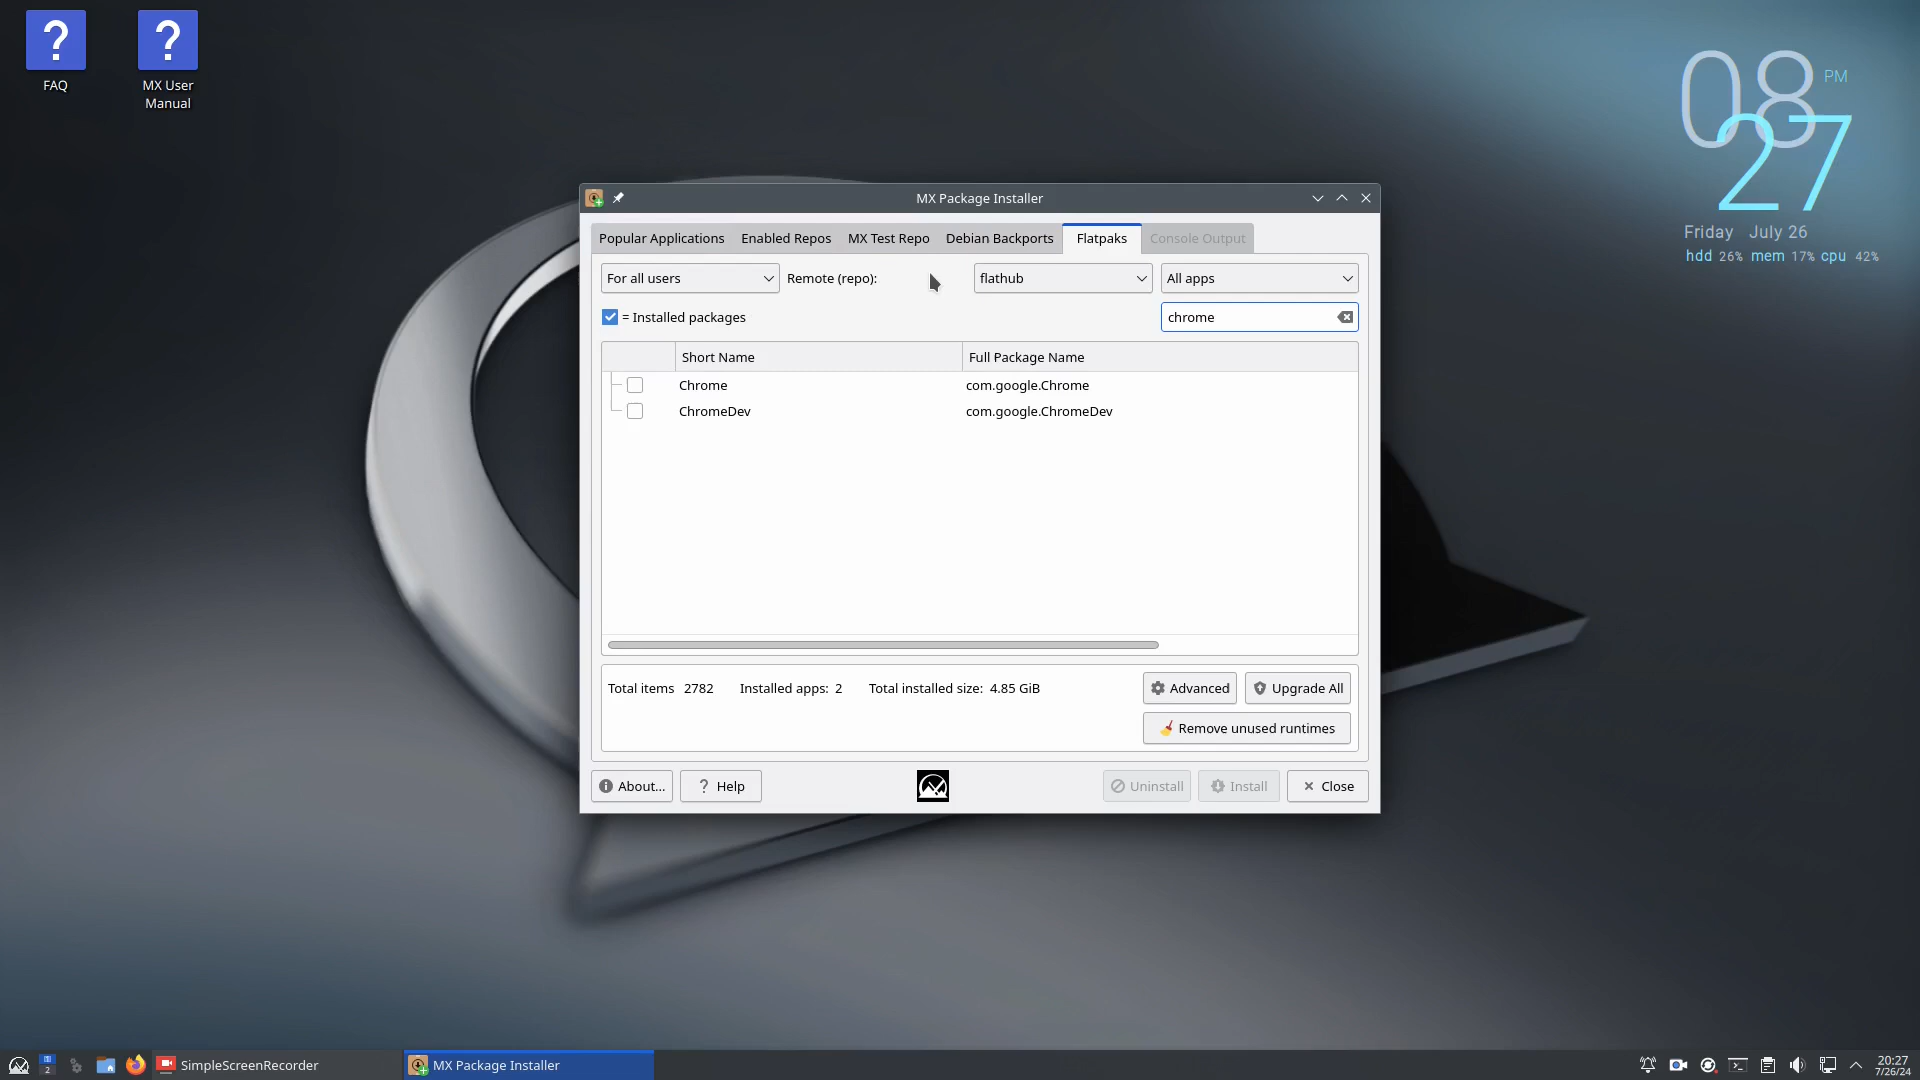 FAQ
MX User
Manual
08 PM
27
Friday July 26
hdd 26% mem 17% cpu 42%
MX Package Installer
Popular Applications
Enabled Repos
MX Test Repo
Debian Backports
Flatpaks
Console Output
For all users
Remote (repo):
flathub
All apps
= Installed packages
chrome
Short Name
Full Package Name
Chrome
com.google.Chrome
ChromeDev
com.google.ChromeDev
Total items 2782
Installed apps: 2
Total installed size: 4.85 GiB
Advanced
Upgrade All
Remove unused runtimes
About...
? Help
Uninstall
Install
Close
2
SimpleScreenRecorder
MX Package Installer
20:27
7/26/24